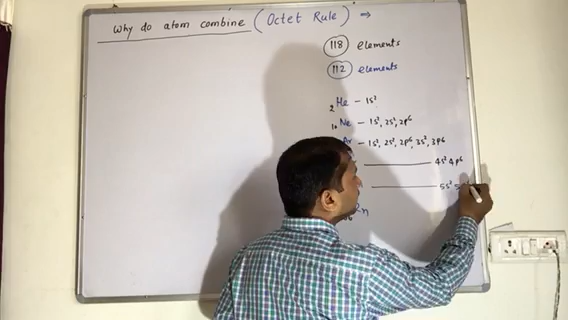 Why do atom combine (Octet Rule) ⇒
118 elements
112 elements
₂He – 1s²
₁₀Ne – 1s², 2s², 2p⁶
Ar – 1s², 2s², 2p⁶, 3s², 3p6
4s² 4p6
5s²